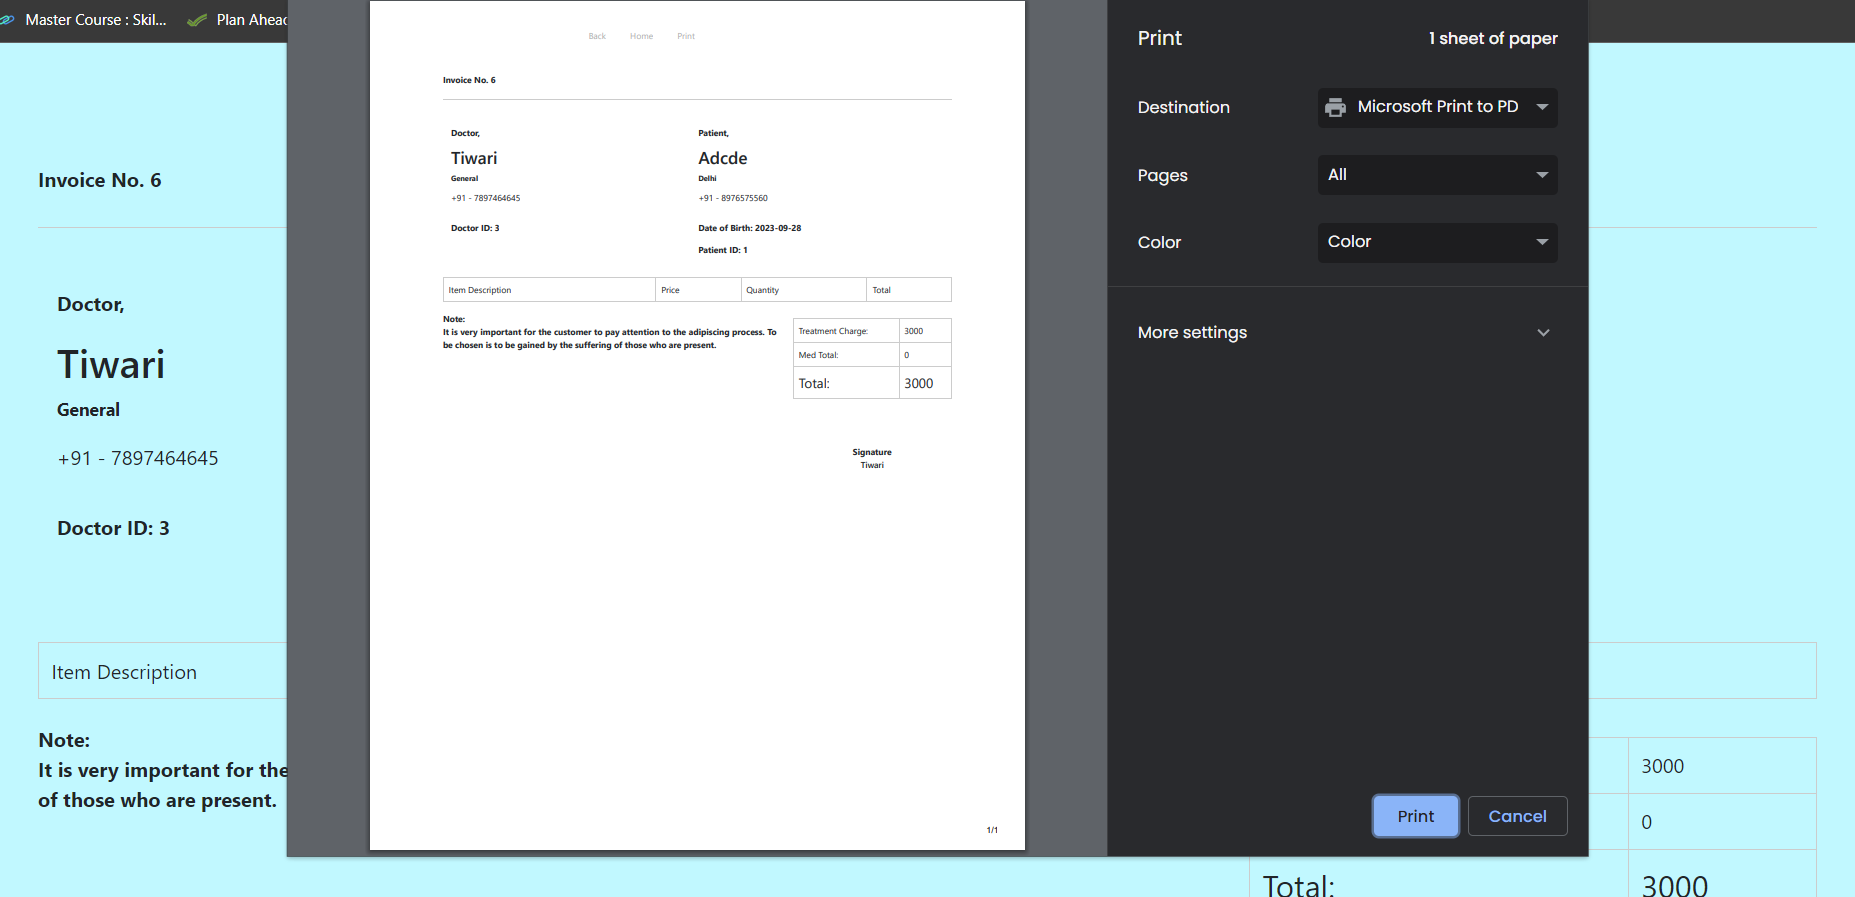 Master Course : Skil...
Plan Ahead
Back Home Print
Invoice No. 6
Doctor,
Tiwari
General
+91 - 7897464645
Doctor ID: 3
Patient,
Adcde
Delhi
+91 - 8976575560
Date of Birth: 2023-09-28
Patient ID: 1
Item Description Price Quantity Total
Note:
It is very important for the customer to pay attention to the adipiscing process. To
be chosen is to be gained by the suffering of those who are present.
Treatment Charge: 3000
Med Total: 0
Total: 3000
Signature
Tiwari
1/1
Print
1 sheet of paper
Destination
Microsoft Print to PD
Pages
All
Color
Color
More settings
Print
Cancel
Invoice No. 6
Doctor,
Tiwari
General
+91 - 7897464645
Doctor ID: 3
Item Description
Note:
It is very important for the
of those who are present.
3000
0
Total: 3000